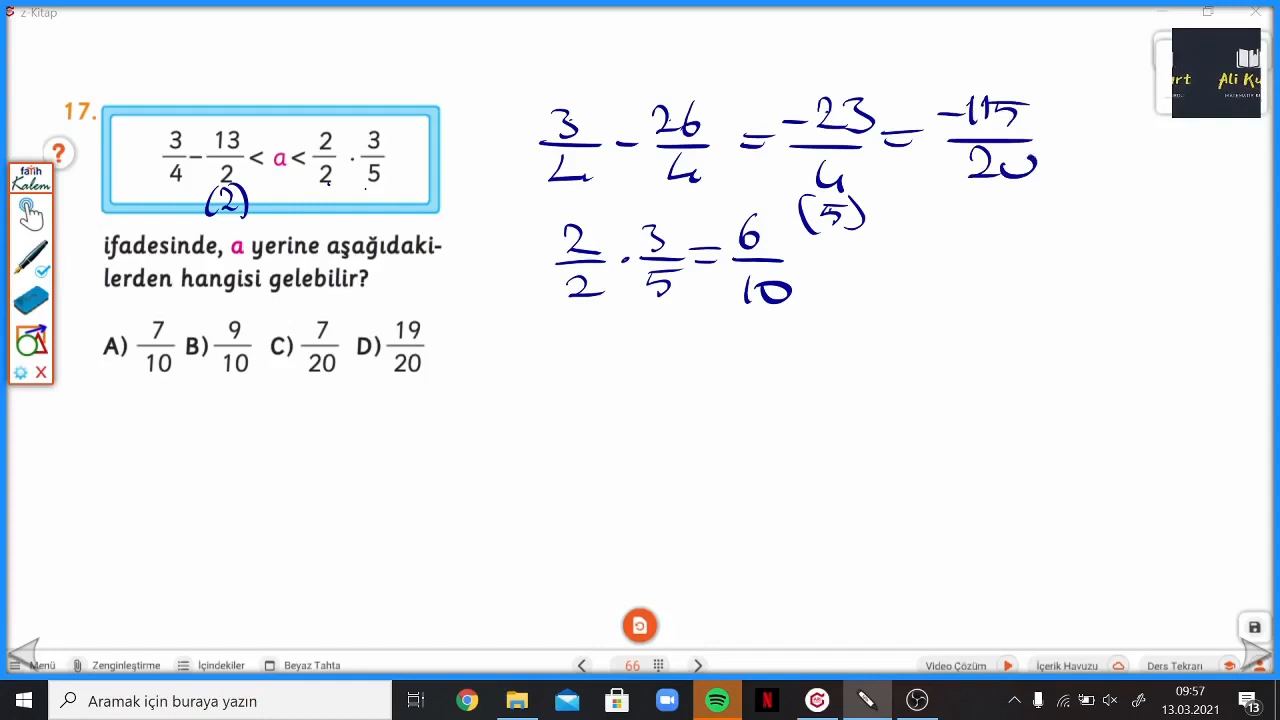 z-Kitap
rt Ali Ku
17.
3/4 - 13/2 < a < 2/2 · 3/5
(2)
ifadesinde, a yerine aşağıdaki-
lerden hangisi gelebilir?
A) 7/10 B) 9/10 C) 7/20 D) 19/20
3/4 - 26/4 = -23/4 = -115/20
(5)
2/2 · 3/5 = 6/10
?
fatih
Kalem
Menü Zenginleştirme İçindekiler Beyaz Tahta 66 Video Çözüm İçerik Havuzu Ders Tekrarı
Aramak için buraya yazın
09:57
13.03.2021
13